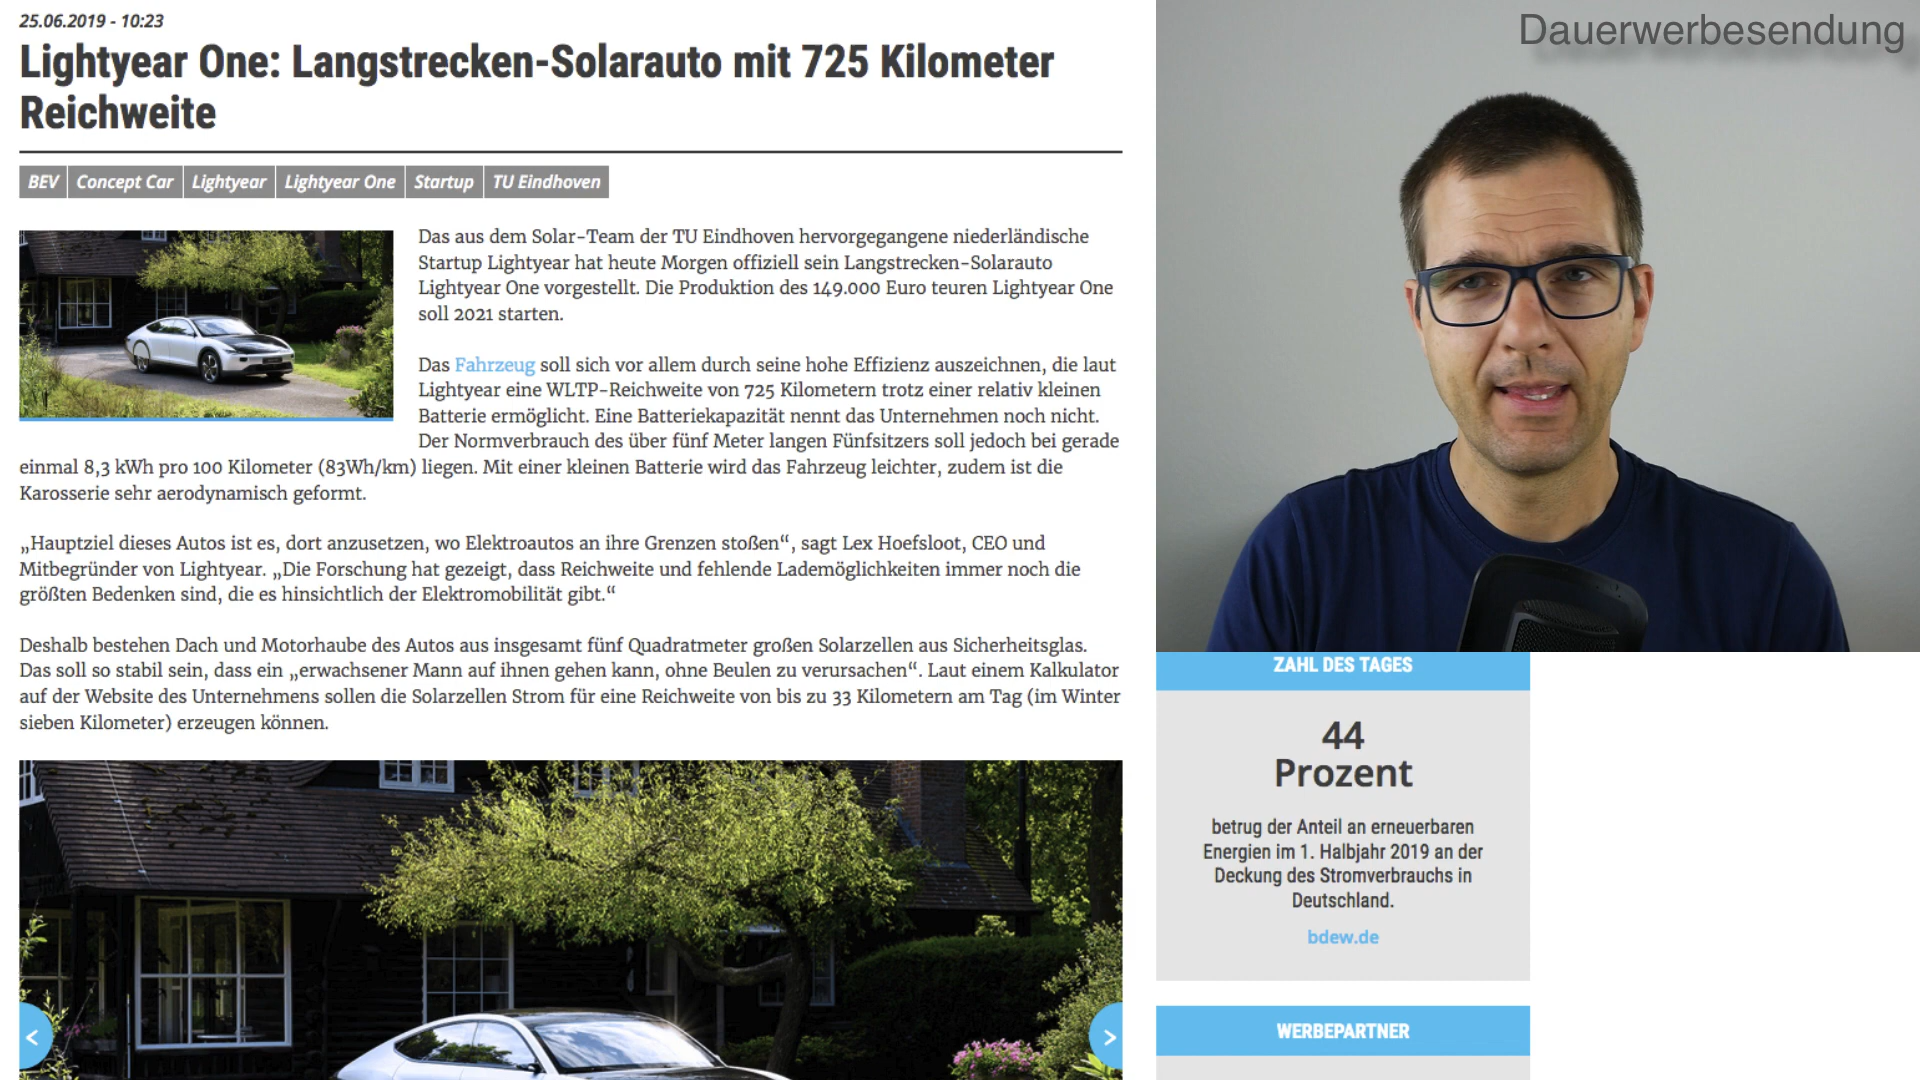 25.06.2019 - 10:23
Lightyear One: Langstrecken-Solarauto mit 725 Kilometer
Reichweite
BEV
Concept Car
Lightyear
Lightyear One
Startup
TU Eindhoven
Das aus dem Solar-Team der TU Eindhoven hervorgegangene niederländische
Startup Lightyear hat heute Morgen offiziell sein Langstrecken-Solarauto
Lightyear One vorgestellt. Die Produktion des 149.000 Euro teuren Lightyear One
soll 2021 starten.
Das Fahrzeug soll sich vor allem durch seine hohe Effizienz auszeichnen, die laut
Lightyear eine WLTP-Reichweite von 725 Kilometern trotz einer relativ kleinen
Batterie ermöglicht. Eine Batteriekapazität nennt das Unternehmen noch nicht.
Der Normverbrauch des über fünf Meter langen Fünfsitzers soll jedoch bei gerade
einmal 8,3 kWh pro 100 Kilometer (83Wh/km) liegen. Mit einer kleinen Batterie wird das Fahrzeug leichter, zudem ist die
Karosserie sehr aerodynamisch geformt.
„Hauptziel dieses Autos ist es, dort anzusetzen, wo Elektroautos an ihre Grenzen stoßen“, sagt Lex Hoefsloot, CEO und
Mitbegründer von Lightyear. „Die Forschung hat gezeigt, dass Reichweite und fehlende Lademöglichkeiten immer noch die
größten Bedenken sind, die es hinsichtlich der Elektromobilität gibt.“
Deshalb bestehen Dach und Motorhaube des Autos aus insgesamt fünf Quadratmeter großen Solarzellen aus Sicherheitsglas.
Das soll so stabil sein, dass ein „erwachsener Mann auf ihnen gehen kann, ohne Beulen zu verursachen“. Laut einem Kalkulator
auf der Website des Unternehmens sollen die Solarzellen Strom für eine Reichweite von bis zu 33 Kilometern am Tag (im Winter
sieben Kilometer) erzeugen können.
<
>
Dauerwerbesendung
ZAHL DES TAGES
44
Prozent
betrug der Anteil an erneuerbaren
Energien im 1. Halbjahr 2019 an der
Deckung des Stromverbrauchs in
Deutschland.
bdew.de
WERBEPARTNER